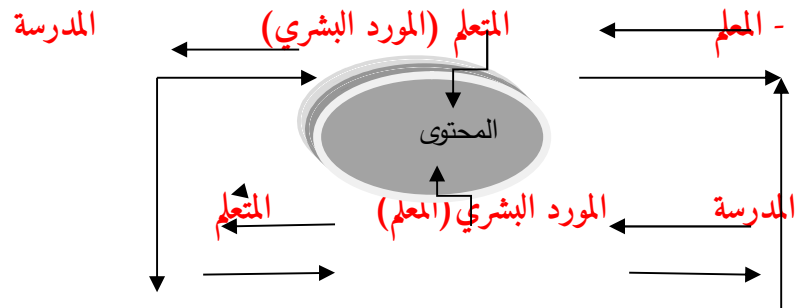 - المعلم المتعلم (المورد البشري) المدرسة
المحتوى
المدرسة المورد البشري (المعلم) المتعلم